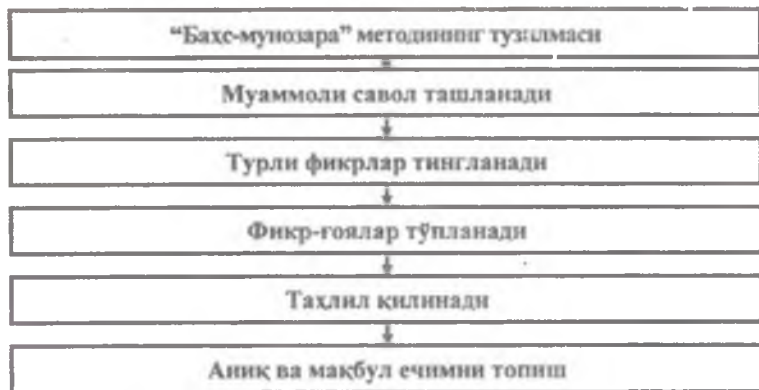 “Баҳс-мунозара” методининг тузилмаси
Муаммоли савол ташланади
Турли фикрлар тингланади
Фикр-ғоялар тўпланади
Таҳлил қилинади
Аниқ ва мақбул ечимни топиш